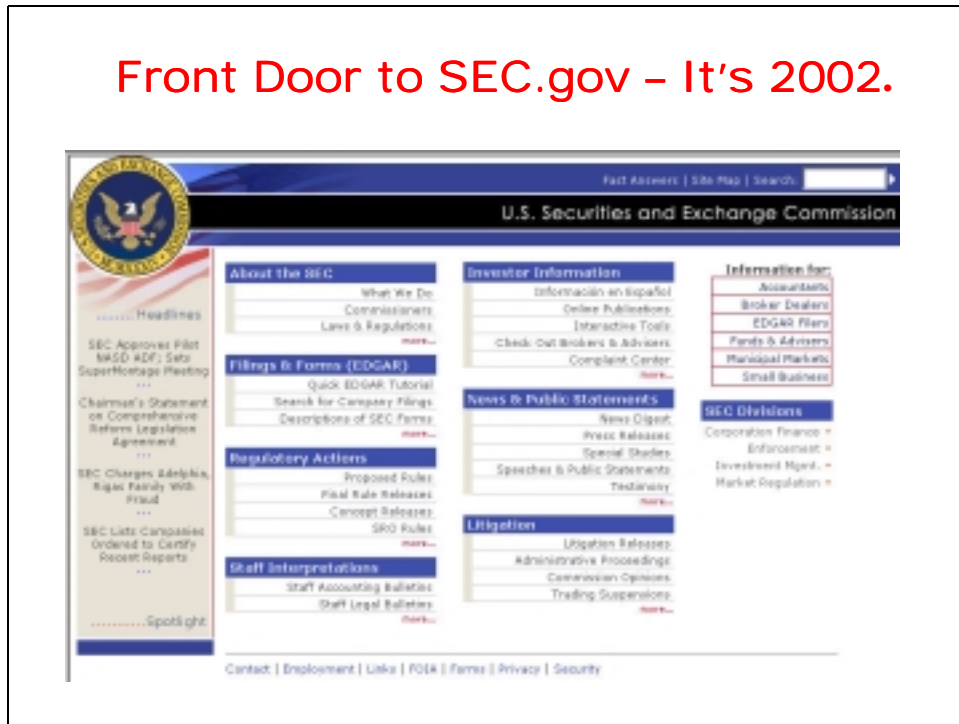 Front Door to SEC.gov – It's 2002.
Fast Answers | Site Map | Search:
U.S. Securities and Exchange Commission
........Headlines
SEC Approves Pilot
NASD ADF; Sets
SuperMontage Meeting
...
Chairman's Statement
on Comprehensive
Reform Legislation
Agreement
...
SEC Charges Adelphia,
Rigas Family With
Fraud
...
SEC Lists Companies
Ordered to Certify
Recent Reports
...
...........Spotlight
About the SEC
What We Do
Commissioners
Laws & Regulations
more...
Filings & Forms (EDGAR)
Quick EDGAR Tutorial
Search for Company Filings
Descriptions of SEC Forms
more...
Regulatory Actions
Proposed Rules
Final Rule Releases
Concept Releases
SRO Rules
more...
Staff Interpretations
Staff Accounting Bulletins
Staff Legal Bulletins
more...
Investor Information
Información en Español
Online Publications
Interactive Tools
Check Out Brokers & Advisers
Complaint Center
more...
News & Public Statements
News Digest
Press Releases
Special Studies
Speeches & Public Statements
Testimony
more...
Litigation
Litigation Releases
Administrative Proceedings
Commission Opinions
Trading Suspensions
more...
Information for:
Accountants
Broker Dealers
EDGAR Filers
Funds & Advisers
Municipal Markets
Small Business
SEC Divisions
Corporation Finance
Enforcement
Investment Mgmt.
Market Regulation
Contact | Employment | Links | FOIA | Forms | Privacy | Security